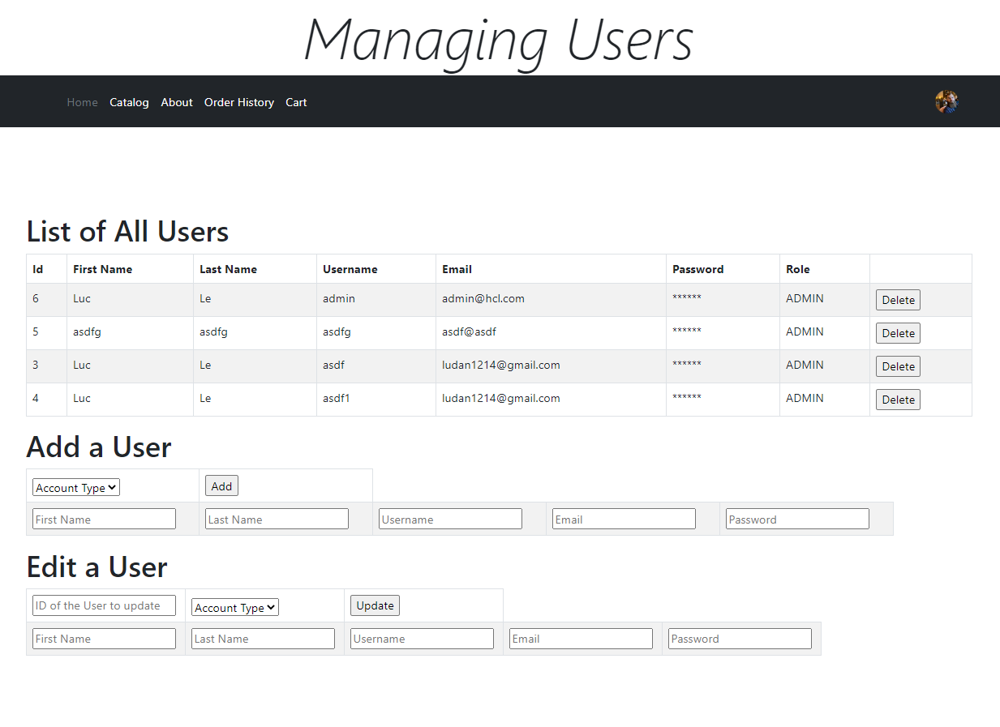 Managing Users
Home Catalog About Order History Cart
List of All Users
Id First Name Last Name Username Email Password Role
6 Luc Le admin admin@hcl.com ****** ADMIN Delete
5 asdfg asdfg asdfg asdf@asdf ****** ADMIN Delete
3 Luc Le asdf ludan1214@gmail.com ****** ADMIN Delete
4 Luc Le asdf1 ludan1214@gmail.com ****** ADMIN Delete
Add a User
Account Type Add
First Name Last Name Username Email Password
Edit a User
ID of the User to update Account Type Update
First Name Last Name Username Email Password